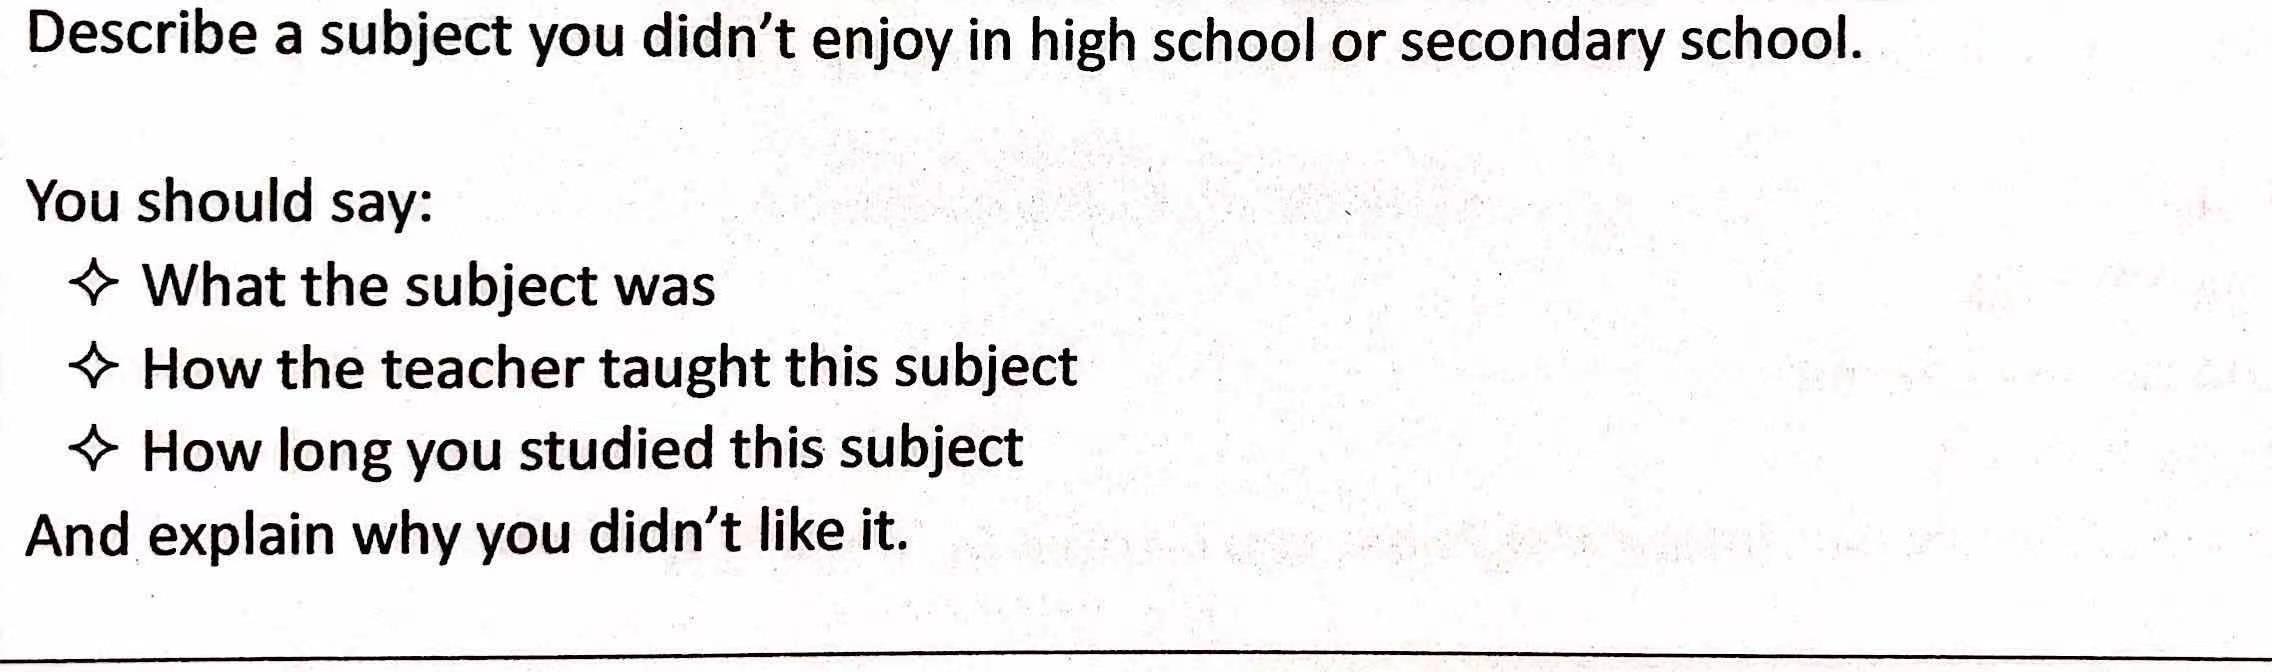 Describe a subject you didn't enjoy in high school or secondary school.
You should say:
✧ What the subject was
✧ How the teacher taught this subject
✧ How long you studied this subject
And explain why you didn't like it.